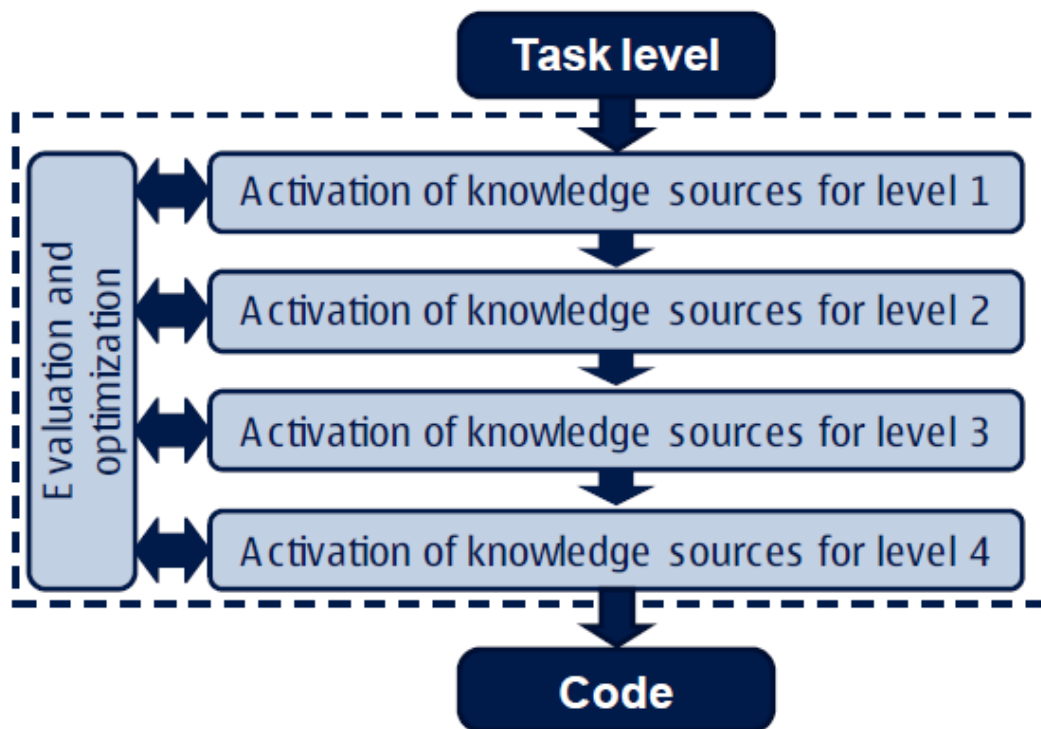 Task level
Activation of knowledge sources for level 1
Activation of knowledge sources for level 2
Activation of knowledge sources for level 3
Activation of knowledge sources for level 4
Evaluation and
optimization
Code